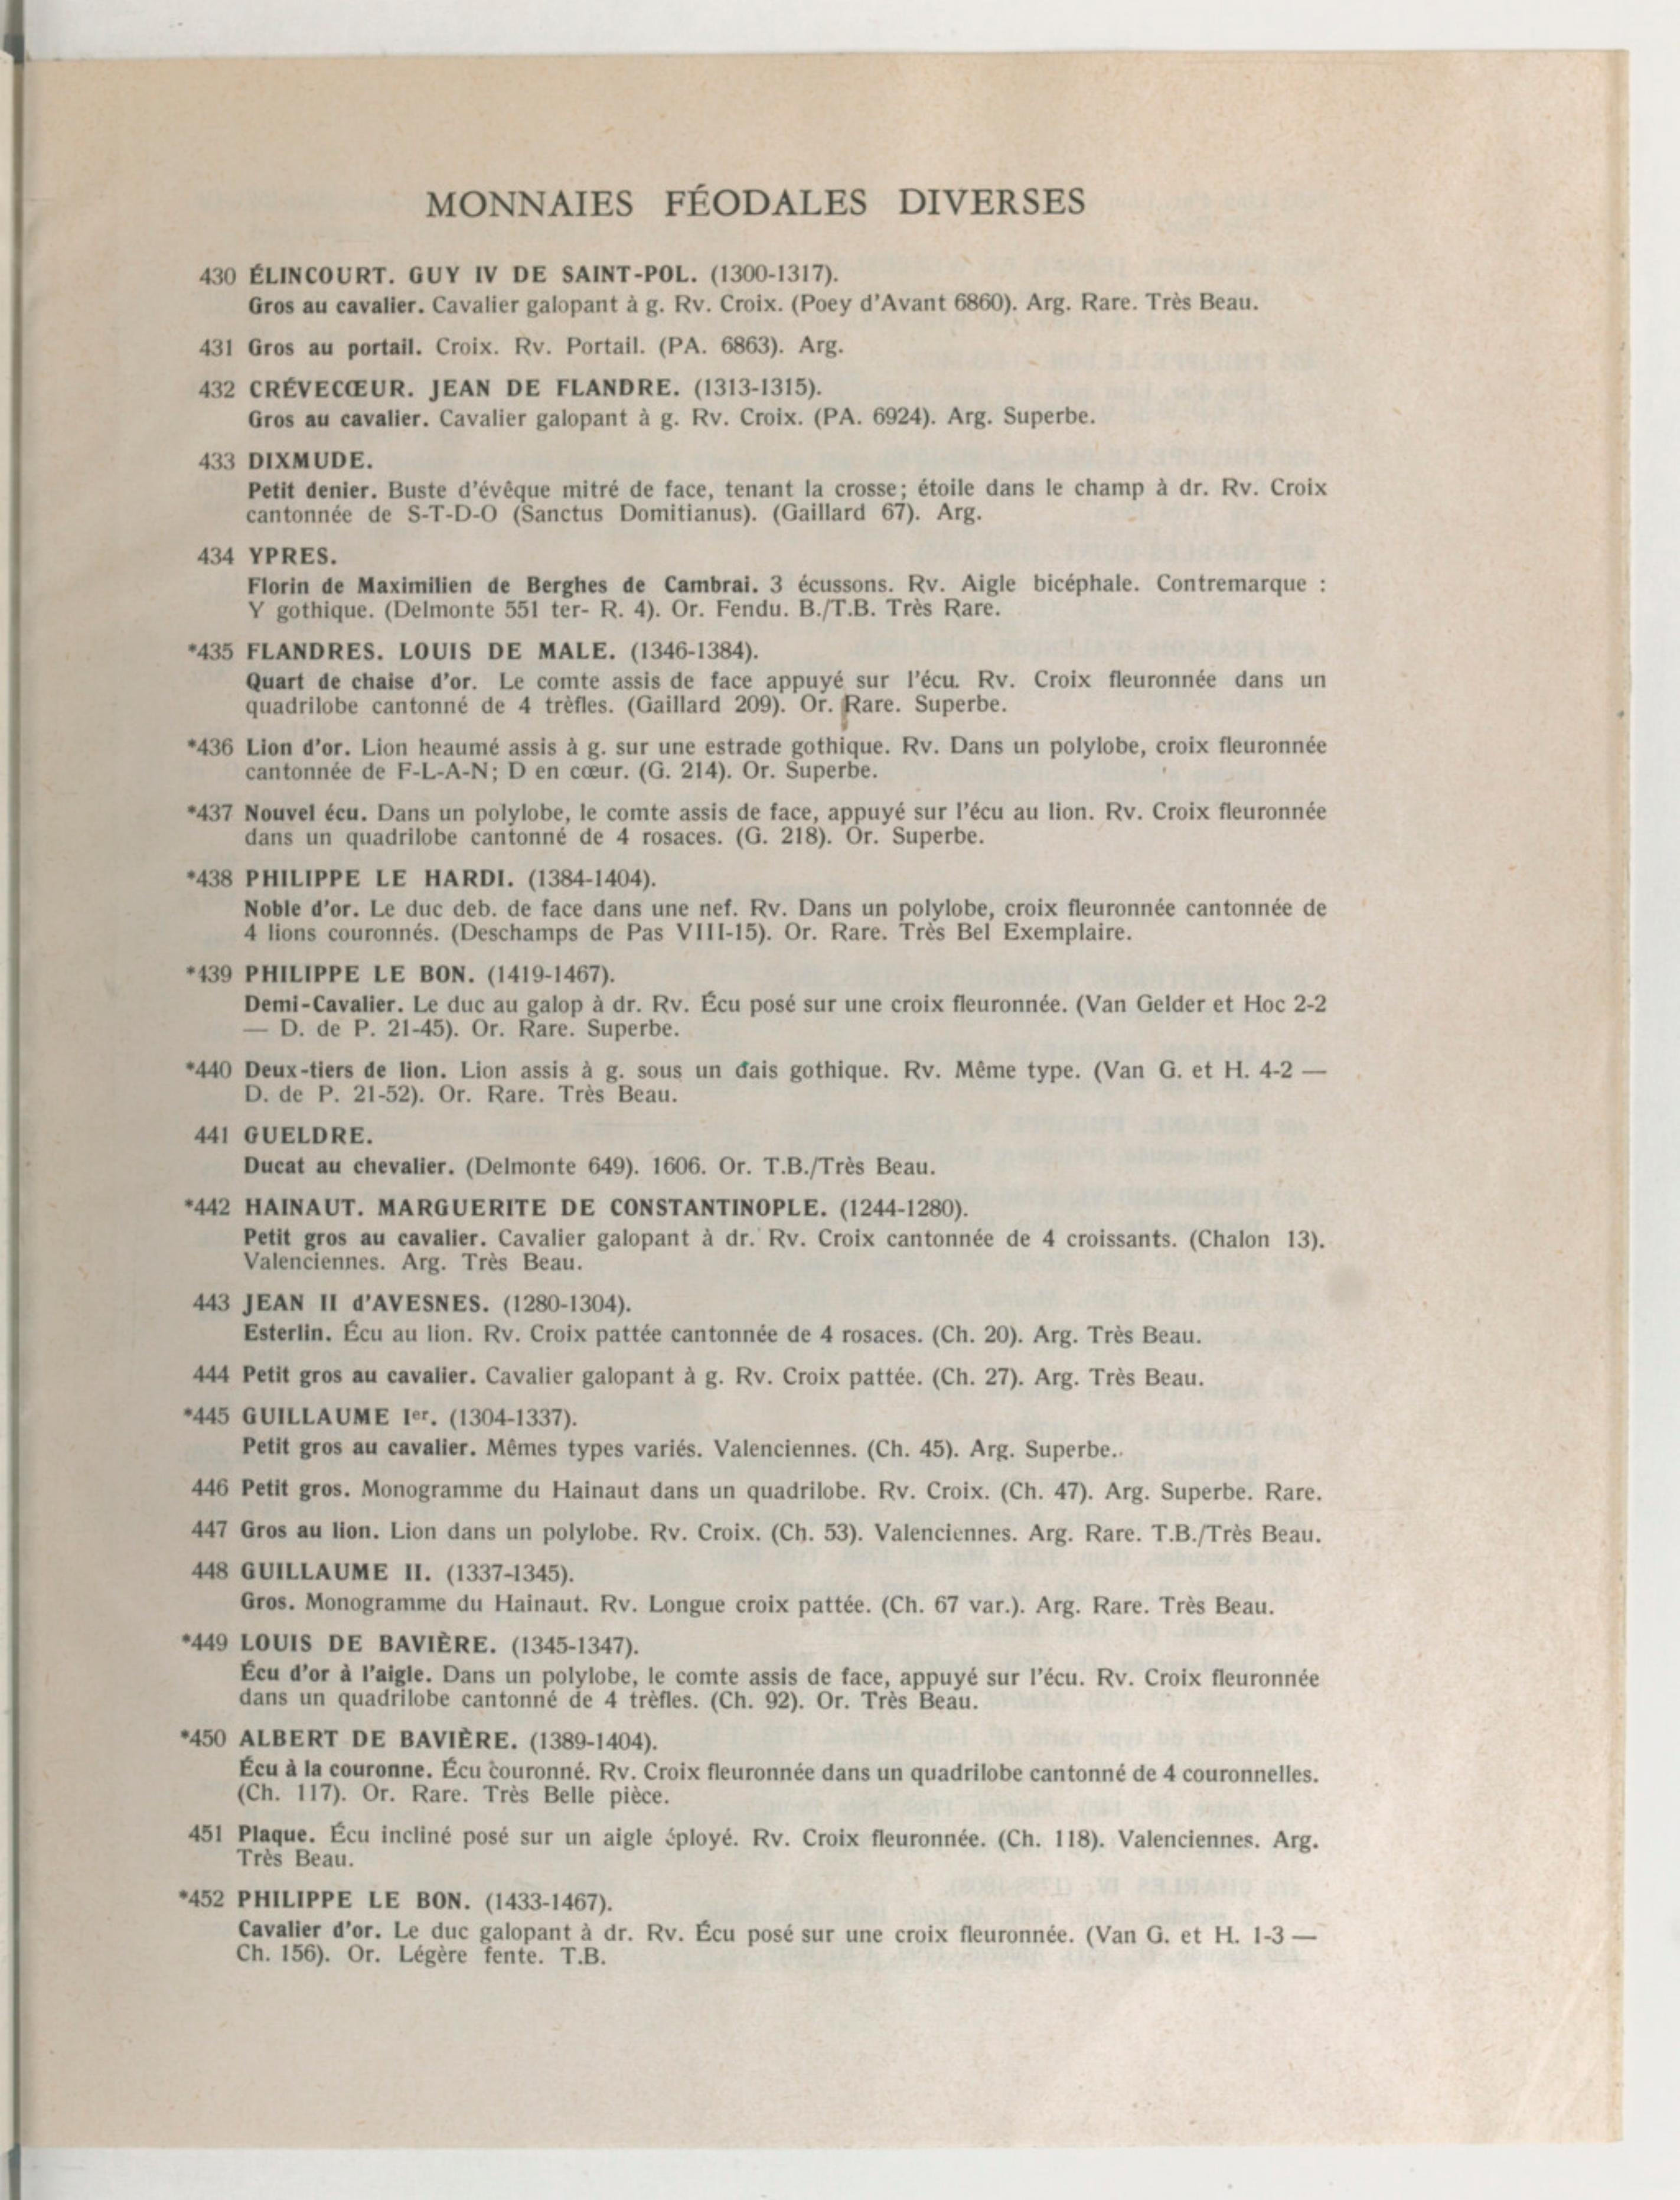 MONNAIES FÉODALES DIVERSES
430 ÉLINCOURT. GUY IV DE SAINT-POL. (1300-1317).
Gros au cavalier. Cavalier galopant à g. Rv. Croix. (Poey d'Avant 6860). Arg. Rare. Très Beau.
431 Gros au portail. Croix. Rv. Portail. (PA. 6863). Arg.
432 CRÉVECŒUR. JEAN DE FLANDRE. (1313-1315).
Gros au cavalier. Cavalier galopant à g. Rv. Croix. (PA. 6924). Arg. Superbe.
433 DIXMUDE.
Petit denier. Buste d'évêque mitré de face, tenant la crosse; étoile dans le champ à dr. Rv. Croix
cantonnée de S-T-D-O (Sanctus Domitianus). (Gaillard 67). Arg.
434 YPRES.
Florin de Maximilien de Berghes de Cambrai. 3 écussons. Rv. Aigle bicéphale. Contremarque :
Y gothique. (Delmonte 551 ter- R. 4). Or. Fendu. B./T.B. Très Rare.
*435 FLANDRES. LOUIS DE MALE. (1346-1384).
Quart de chaise d'or. Le comte assis de face appuyé sur l'écu. Rv. Croix fleuronnée dans un
quadrilobe cantonné de 4 trèfles. (Gaillard 209). Or. Rare. Superbe.
*436 Lion d'or. Lion heaumé assis à g. sur une estrade gothique. Rv. Dans un polylobe, croix fleuronnée
cantonnée de F-L-A-N; D en cœur. (G. 214). Or. Superbe.
*437 Nouvel écu. Dans un polylobe, le comte assis de face, appuyé sur l'écu au lion. Rv. Croix fleuronnée
dans un quadrilobe cantonné de 4 rosaces. (G. 218). Or. Superbe.
*438 PHILIPPE LE HARDI. (1384-1404).
Noble d'or. Le duc deb. de face dans une nef. Rv. Dans un polylobe, croix fleuronnée cantonnée de
4 lions couronnés. (Deschamps de Pas VIII-15). Or. Rare. Très Bel Exemplaire.
*439 PHILIPPE LE BON. (1419-1467).
Demi-Cavalier. Le duc au galop à dr. Rv. Écu posé sur une croix fleuronnée. (Van Gelder et Hoc 2-2
— D. de P. 21-45). Or. Rare. Superbe.
*440 Deux-tiers de lion. Lion assis à g. sous un dais gothique. Rv. Même type. (Van G. et H. 4-2 —
D. de P. 21-52). Or. Rare. Très Beau.
441 GUELDRE.
Ducat au chevalier. (Delmonte 649). 1606. Or. T.B./Très Beau.
*442 HAINAUT. MARGUERITE DE CONSTANTINOPLE. (1244-1280).
Petit gros au cavalier. Cavalier galopant à dr. Rv. Croix cantonnée de 4 croissants. (Chalon 13).
Valenciennes. Arg. Très Beau.
443 JEAN II d'AVESNES. (1280-1304).
Esterlin. Écu au lion. Rv. Croix pattée cantonnée de 4 rosaces. (Ch. 20). Arg. Très Beau.
444 Petit gros au cavalier. Cavalier galopant à g. Rv. Croix pattée. (Ch. 27). Arg. Très Beau.
*445 GUILLAUME Ier. (1304-1337).
Petit gros au cavalier. Mêmes types variés. Valenciennes. (Ch. 45). Arg. Superbe..
446 Petit gros. Monogramme du Hainaut dans un quadrilobe. Rv. Croix. (Ch. 47). Arg. Superbe. Rare.
447 Gros au lion. Lion dans un polylobe. Rv. Croix. (Ch. 53). Valenciennes. Arg. Rare. T.B./Très Beau.
448 GUILLAUME II. (1337-1345).
Gros. Monogramme du Hainaut. Rv. Longue croix pattée. (Ch. 67 var.). Arg. Rare. Très Beau.
*449 LOUIS DE BAVIÈRE. (1345-1347).
Écu d'or à l'aigle. Dans un polylobe, le comte assis de face, appuyé sur l'écu. Rv. Croix fleuronnée
dans un quadrilobe cantonné de 4 trèfles. (Ch. 92). Or. Très Beau.
*450 ALBERT DE BAVIÈRE. (1389-1404).
Écu à la couronne. Écu couronné. Rv. Croix fleuronnée dans un quadrilobe cantonné de 4 couronnelles.
(Ch. 117). Or. Rare. Très Belle pièce.
451 Plaque. Écu incliné posé sur un aigle éployé. Rv. Croix fleuronnée. (Ch. 118). Valenciennes. Arg.
Très Beau.
*452 PHILIPPE LE BON. (1433-1467).
Cavalier d'or. Le duc galopant à dr. Rv. Écu posé sur une croix fleuronnée. (Van G. et H. 1-3 —
Ch. 156). Or. Légère fente. T.B.